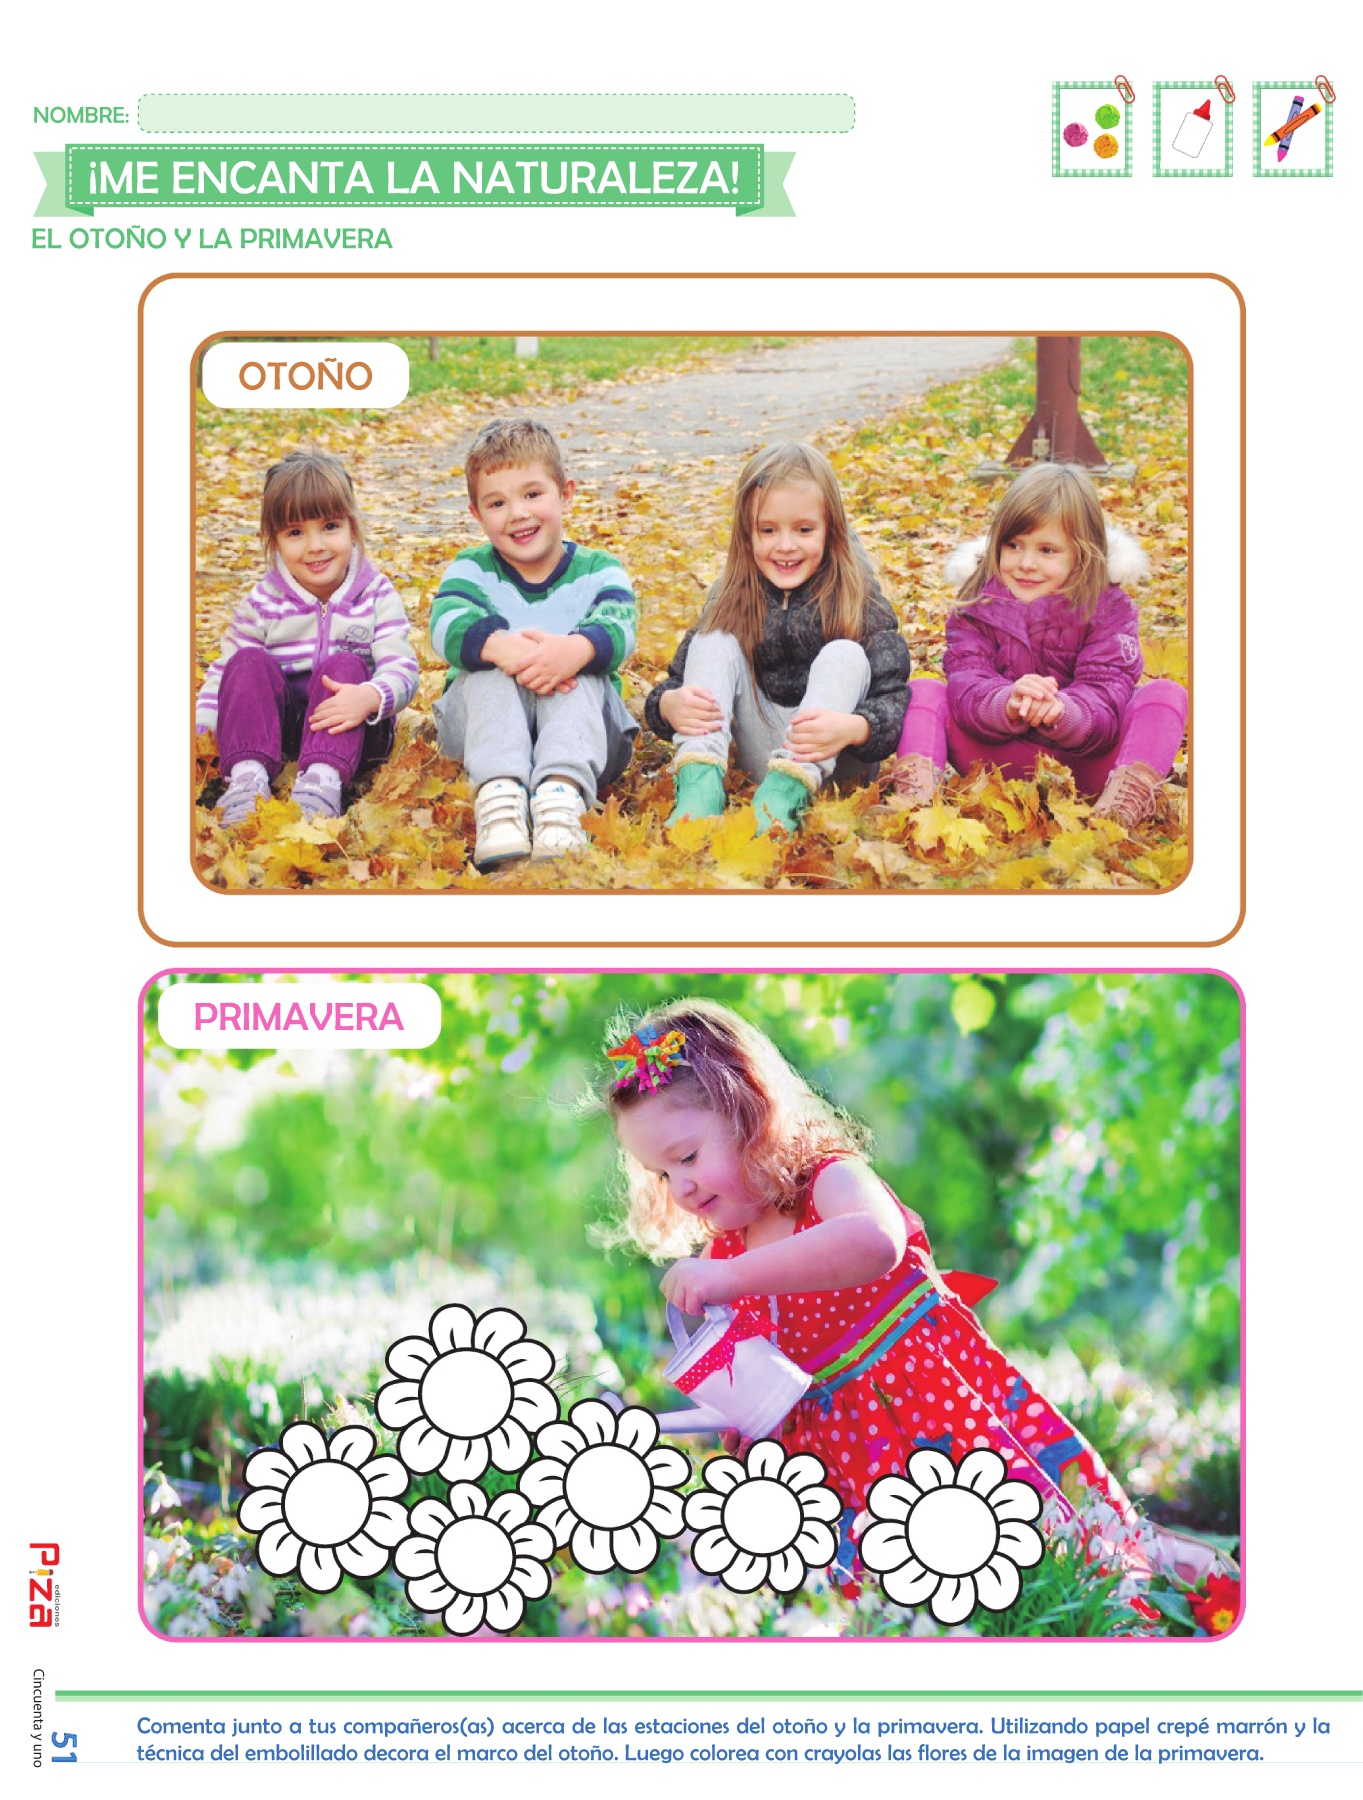 NOMBRE:
¡ME ENCANTA LA NATURALEZA!
EL OTOÑO Y LA PRIMAVERA
OTOÑO
PRIMAVERA
Piza
ediciones
Cincuenta y uno
51
Comenta junto a tus compañeros(as) acerca de las estaciones del otoño y la primavera. Utilizando papel crepé marrón y la
técnica del embolillado decora el marco del otoño. Luego colorea con crayolas las flores de la imagen de la primavera.